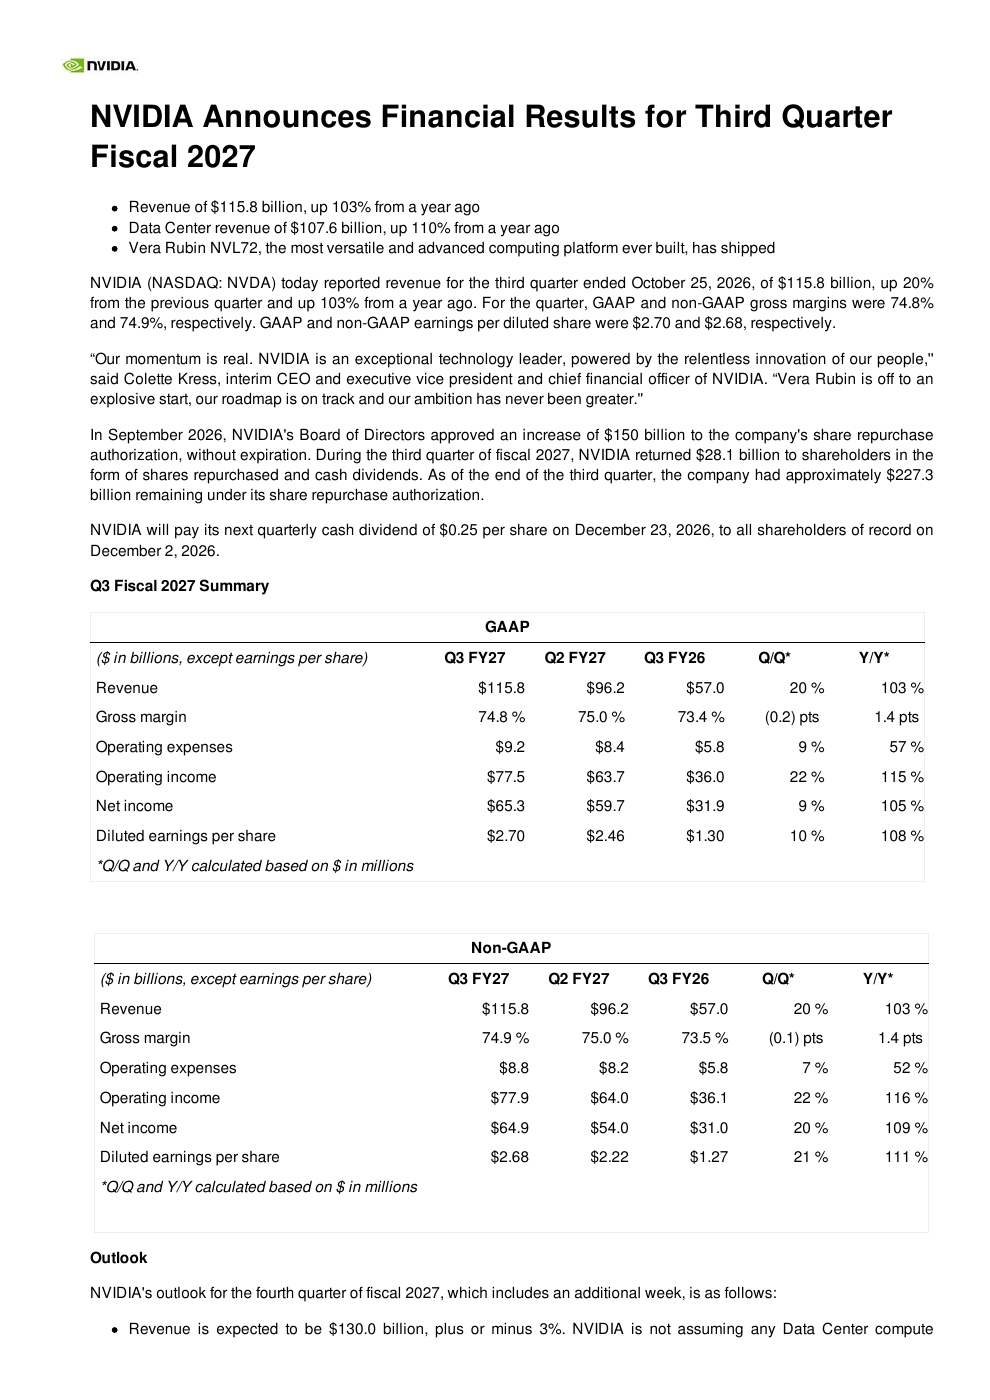 NVIDIA.
NVIDIA Announces Financial Results for Third Quarter
Fiscal 2027
• Revenue of $115.8 billion, up 103% from a year ago
• Data Center revenue of $107.6 billion, up 110% from a year ago
• Vera Rubin NVL72, the most versatile and advanced computing platform ever built, has shipped
NVIDIA (NASDAQ: NVDA) today reported revenue for the third quarter ended October 25, 2026, of $115.8 billion, up 20%
from the previous quarter and up 103% from a year ago. For the quarter, GAAP and non-GAAP gross margins were 74.8%
and 74.9%, respectively. GAAP and non-GAAP earnings per diluted share were $2.70 and $2.68, respectively.
“Our momentum is real. NVIDIA is an exceptional technology leader, powered by the relentless innovation of our people,"
said Colette Kress, interim CEO and executive vice president and chief financial officer of NVIDIA. “Vera Rubin is off to an
explosive start, our roadmap is on track and our ambition has never been greater."
In September 2026, NVIDIA's Board of Directors approved an increase of $150 billion to the company's share repurchase
authorization, without expiration. During the third quarter of fiscal 2027, NVIDIA returned $28.1 billion to shareholders in the
form of shares repurchased and cash dividends. As of the end of the third quarter, the company had approximately $227.3
billion remaining under its share repurchase authorization.
NVIDIA will pay its next quarterly cash dividend of $0.25 per share on December 23, 2026, to all shareholders of record on
December 2, 2026.
Q3 Fiscal 2027 Summary
GAAP
($ in billions, except earnings per share) Q3 FY27 Q2 FY27 Q3 FY26 Q/Q* Y/Y*
Revenue $115.8 $96.2 $57.0 20 % 103 %
Gross margin 74.8 % 75.0 % 73.4 % (0.2) pts 1.4 pts
Operating expenses $9.2 $8.4 $5.8 9 % 57 %
Operating income $77.5 $63.7 $36.0 22 % 115 %
Net income $65.3 $59.7 $31.9 9 % 105 %
Diluted earnings per share $2.70 $2.46 $1.30 10 % 108 %
*Q/Q and Y/Y calculated based on $ in millions
Non-GAAP
($ in billions, except earnings per share) Q3 FY27 Q2 FY27 Q3 FY26 Q/Q* Y/Y*
Revenue $115.8 $96.2 $57.0 20 % 103 %
Gross margin 74.9 % 75.0 % 73.5 % (0.1) pts 1.4 pts
Operating expenses $8.8 $8.2 $5.8 7 % 52 %
Operating income $77.9 $64.0 $36.1 22 % 116 %
Net income $64.9 $54.0 $31.0 20 % 109 %
Diluted earnings per share $2.68 $2.22 $1.27 21 % 111 %
*Q/Q and Y/Y calculated based on $ in millions
Outlook
NVIDIA's outlook for the fourth quarter of fiscal 2027, which includes an additional week, is as follows:
• Revenue is expected to be $130.0 billion, plus or minus 3%. NVIDIA is not assuming any Data Center compute